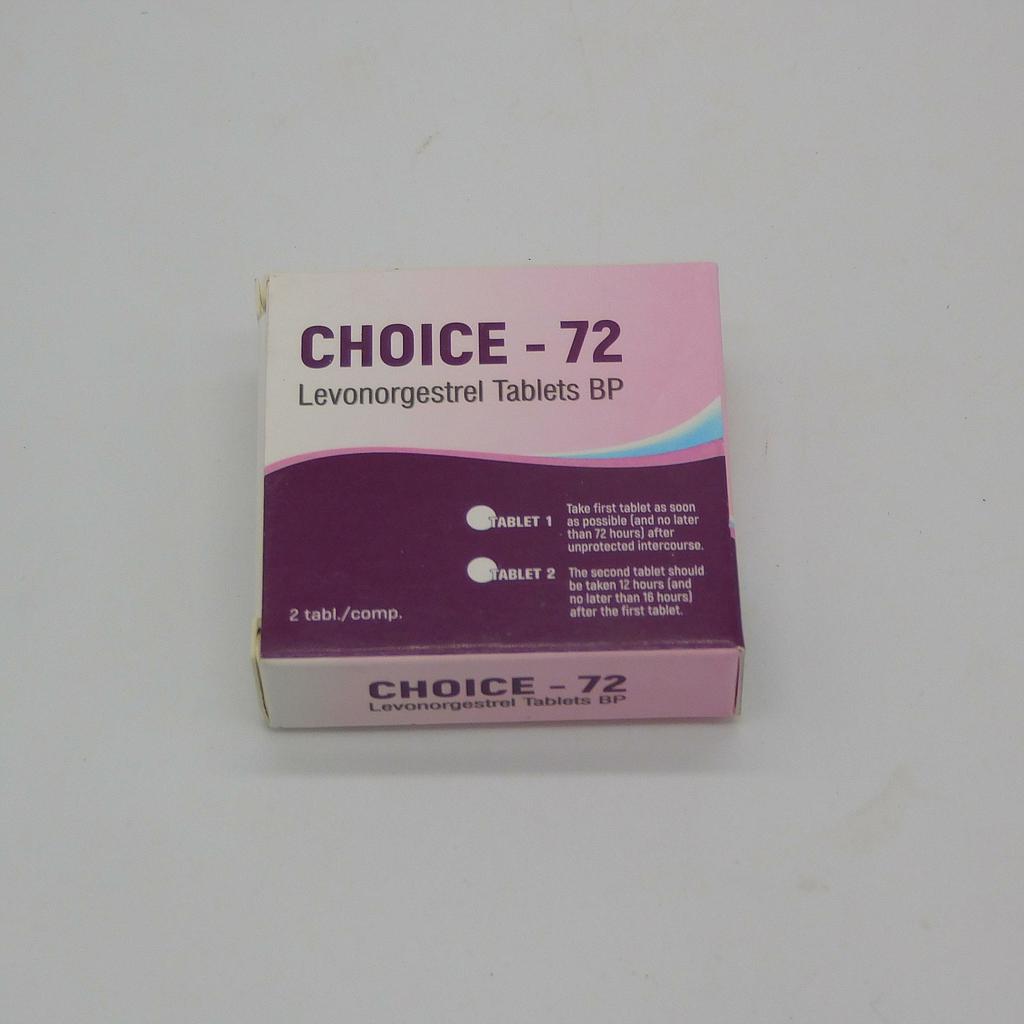 CHOICE - 72
Levonorgestrel Tablets BP
TABLET 1
Take first tablet as soon
as possible (and no later
than 72 hours) after
unprotected intercourse.
TABLET 2
The second tablet should
be taken 12 hours (and
no later than 16 hours)
after the first tablet.
2 tabl./comp.
CHOICE - 72
Levonorgestrel Tablets BP